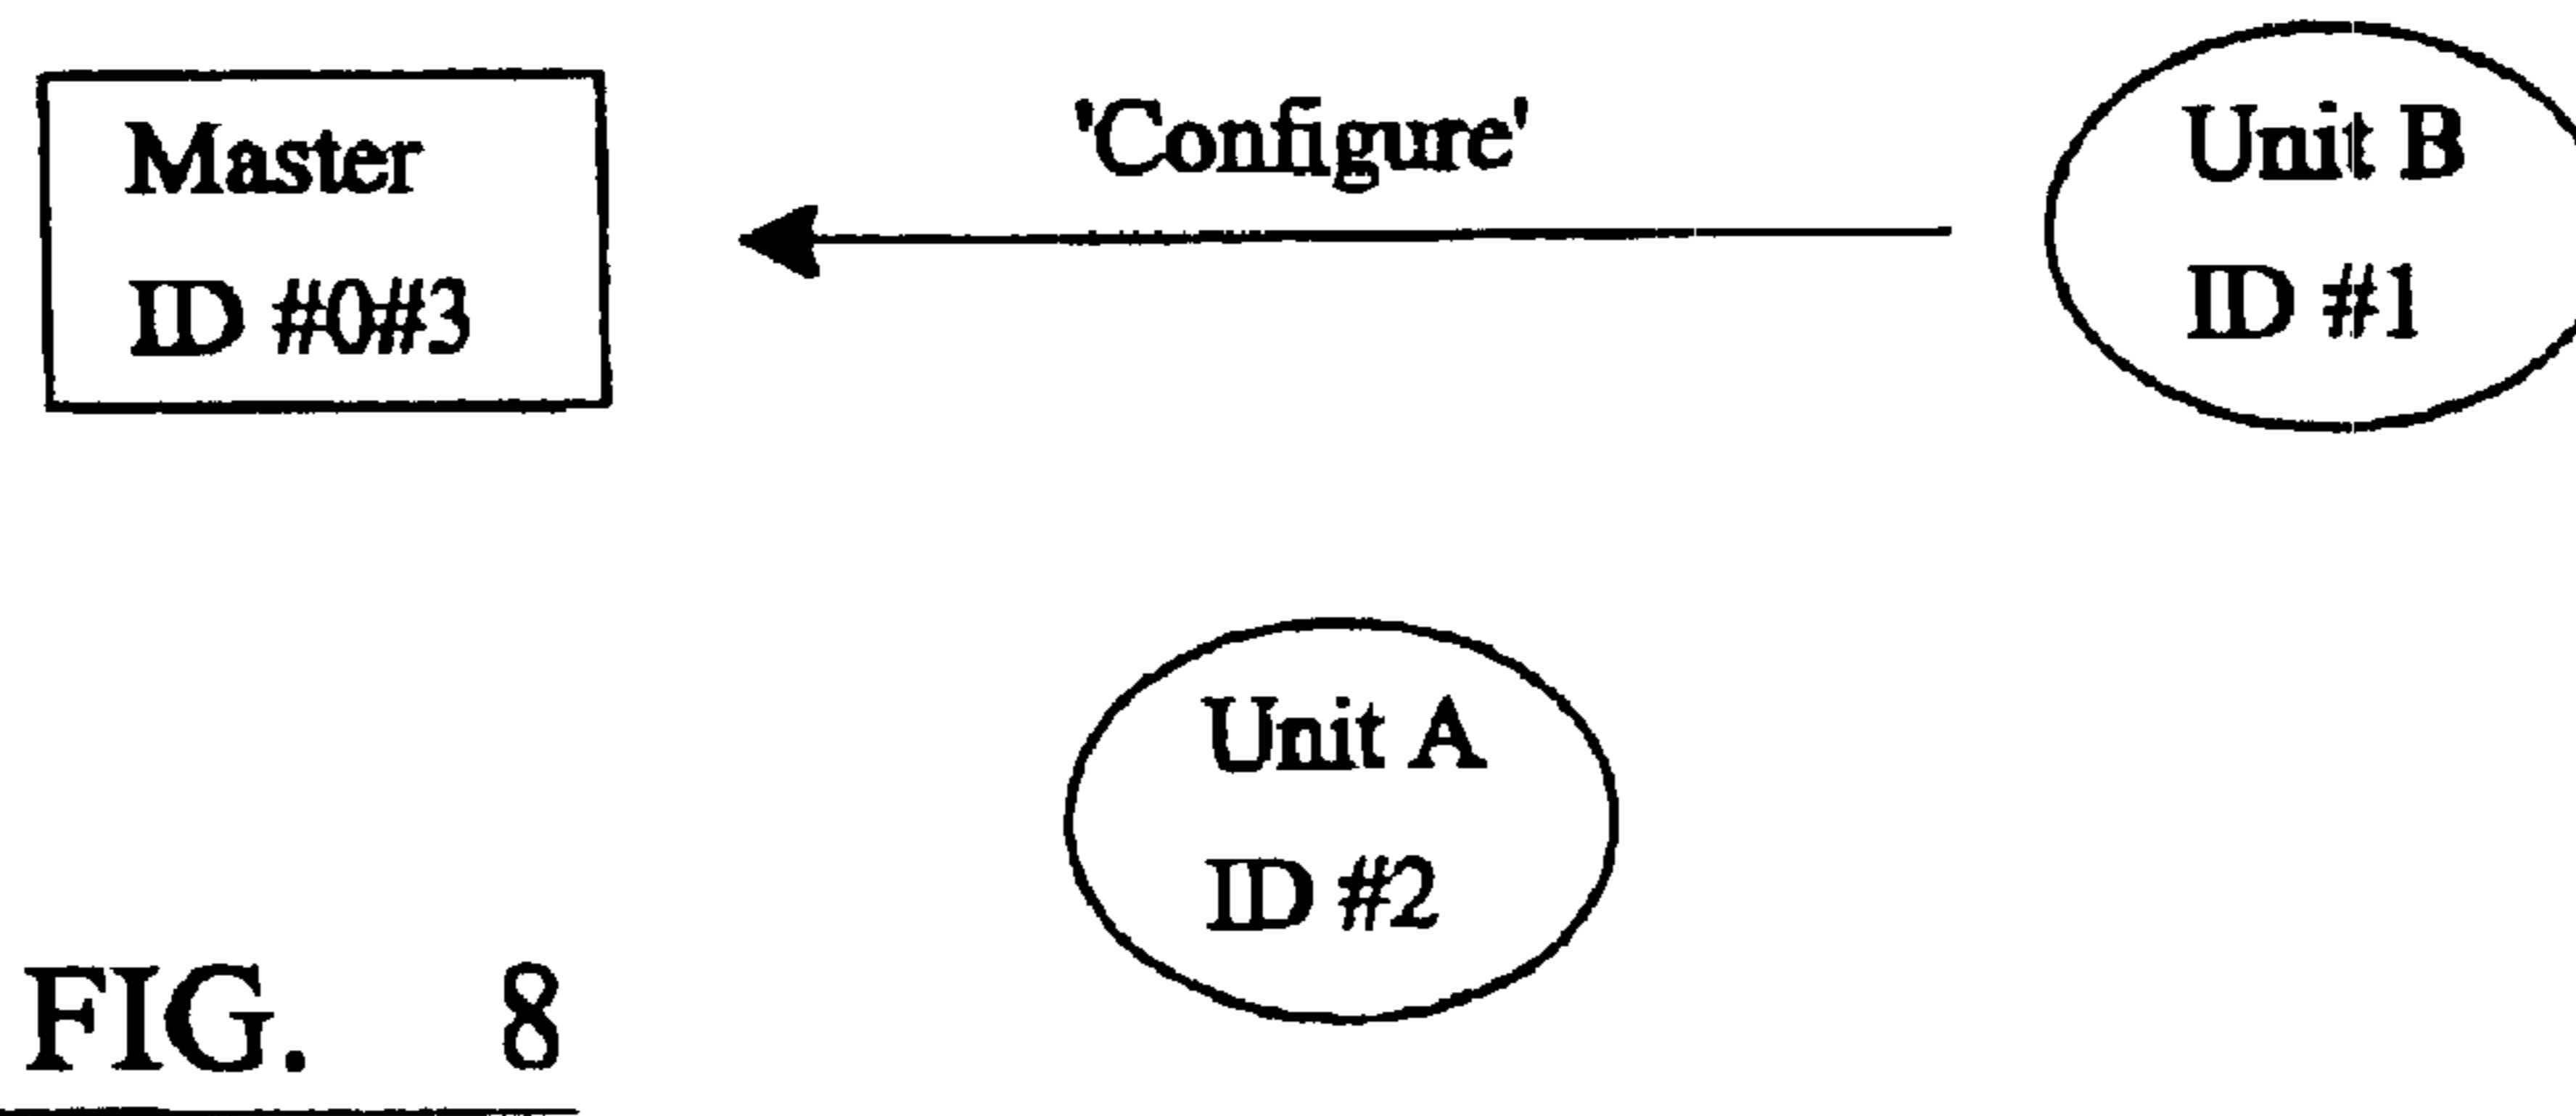 Master
ID #0#3
'Configure'
Unit B
ID #1
Unit A
ID #2
FIG. 8